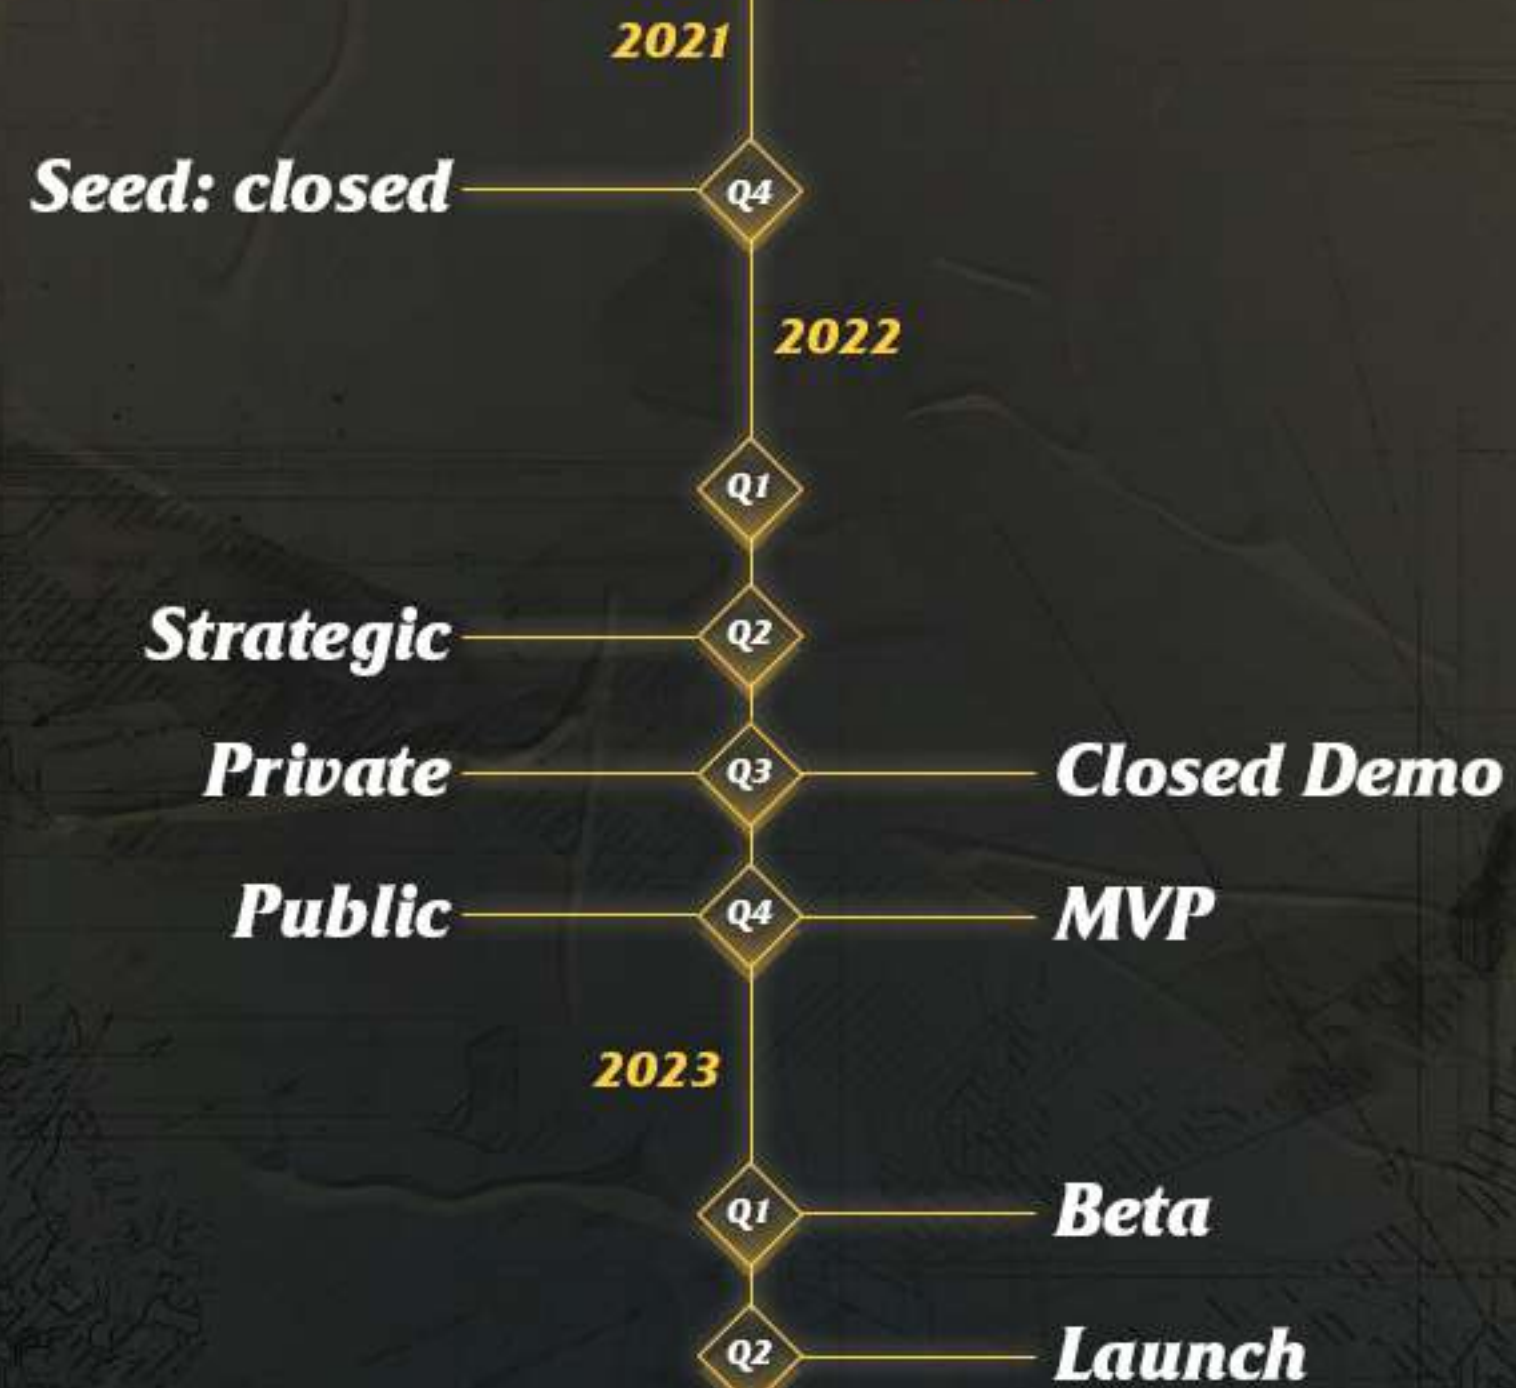 2021
Seed: closed Q4
2022
Q1
Strategic Q2
Private Q3 Closed Demo
Public Q4 MVP
2023
Q1 Beta
Q2 Launch